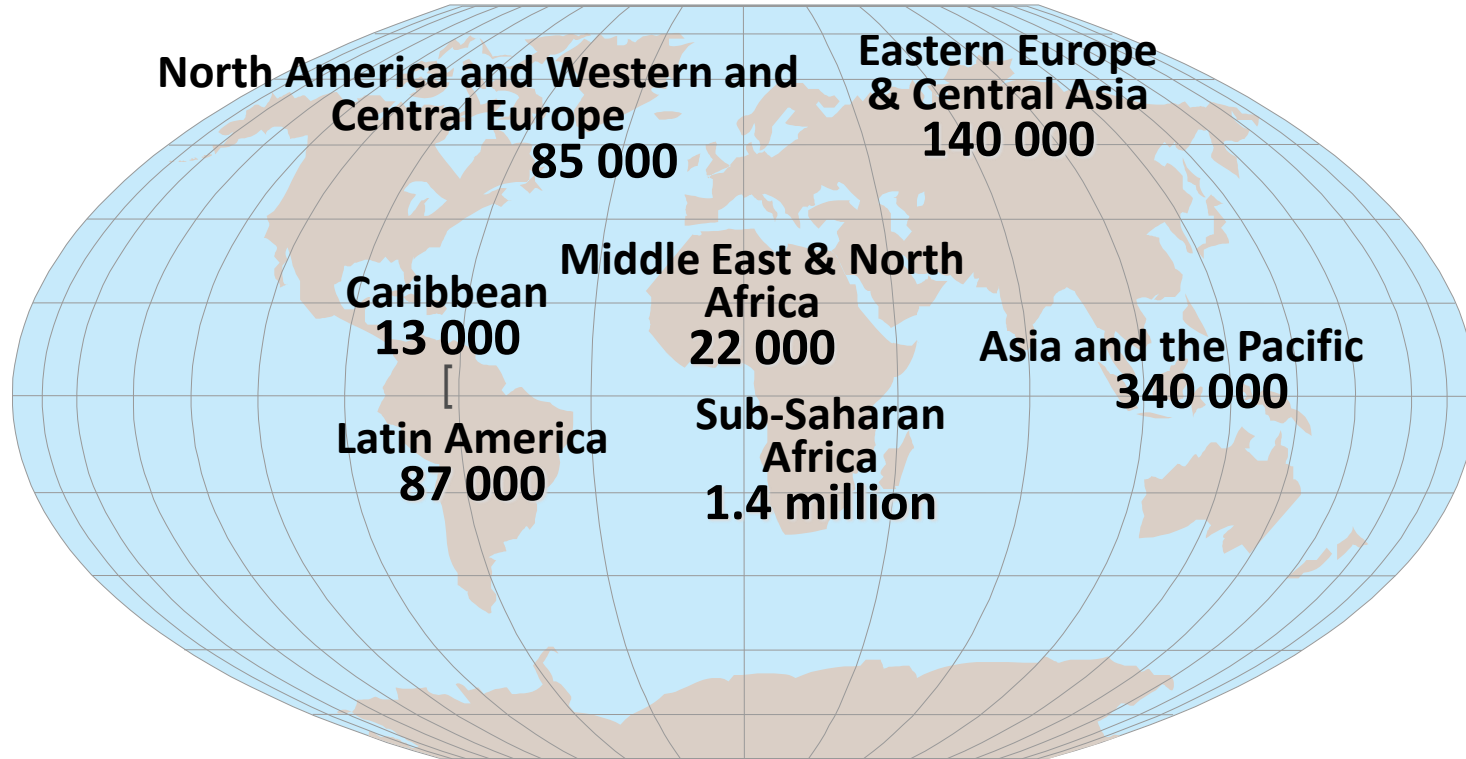 North America and Western and
Central Europe
85 000
Eastern Europe
& Central Asia
140 000
Middle East & North
Africa
22 000
Caribbean
13 000
[
Asia and the Pacific
340 000
Sub-Saharan
Africa
1.4 million
Latin America
87 000